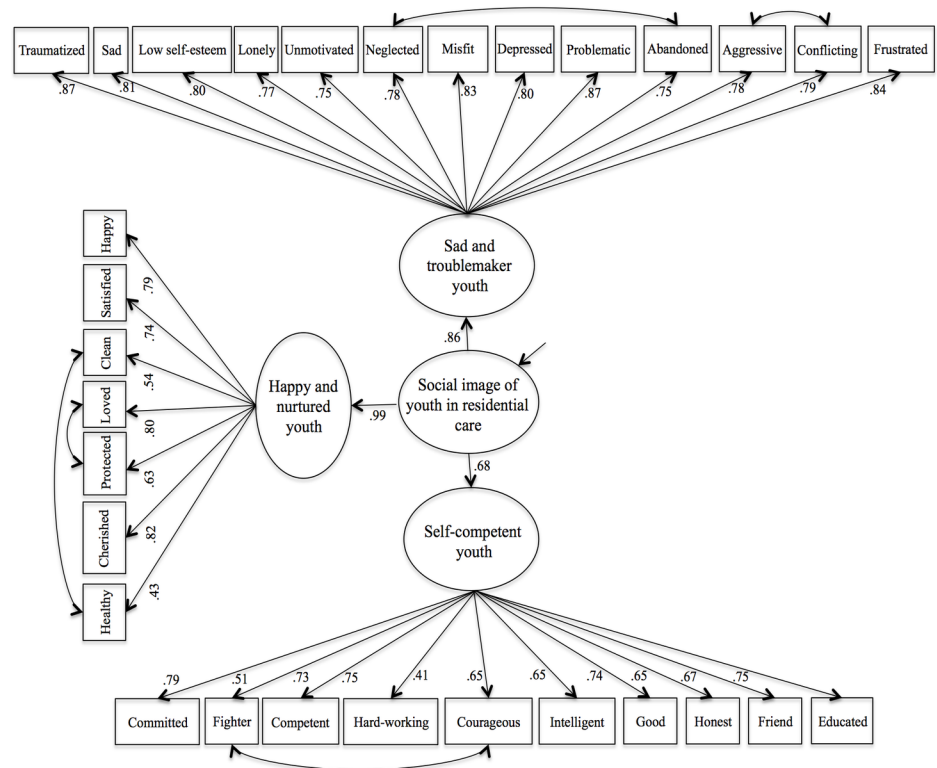 Traumatized Sad Low self-esteem Lonely Unmotivated Neglected Misfit Depressed Problematic Abandoned Aggressive Conflicting Frustrated
.87 .81 .80 .77 .75 .78 .83 .80 .87 .75 .78 .79 .84
Sad and
troublemaker
youth
.86
Social image of
youth in residential
care
.99
.68
Happy and
nurtured
youth
Happy
Satisfied
Clean
Loved
Protected
Cherished
Healthy
.79
.74
.54
.80
.63
.82
.43
Self-competent
youth
.79 .51 .73 .75 .41 .65 .65 .74 .65 .67 .75
Committed Fighter Competent Hard-working Courageous Intelligent Good Honest Friend Educated